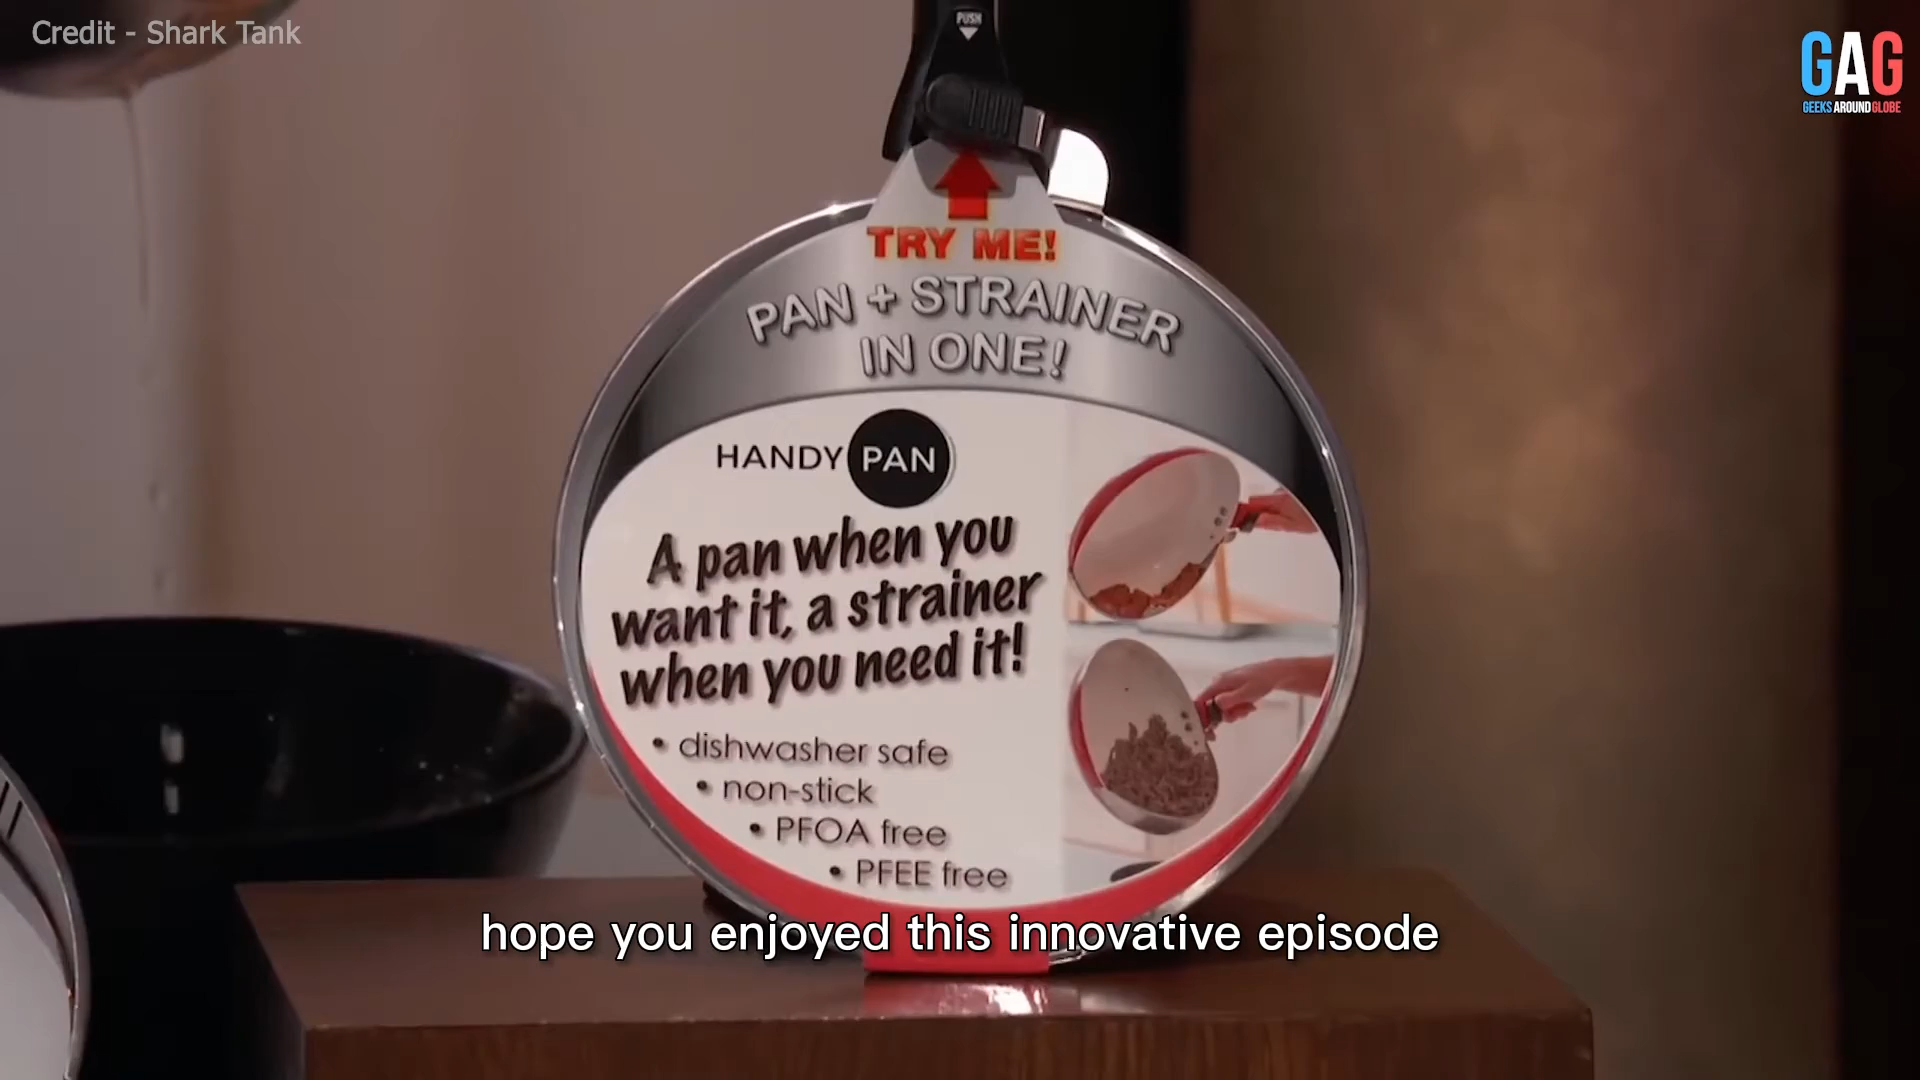 Credit - Shark Tank
GAG
GEEKS AROUND GLOBE
PUSH
TRY ME!
PAN + STRAINER
IN ONE!
HANDY PAN
A pan when you
want it, a strainer
when you need it!
• dishwasher safe
• non-stick
• PFOA free
• PFEE free
hope you enjoyed this innovative episode